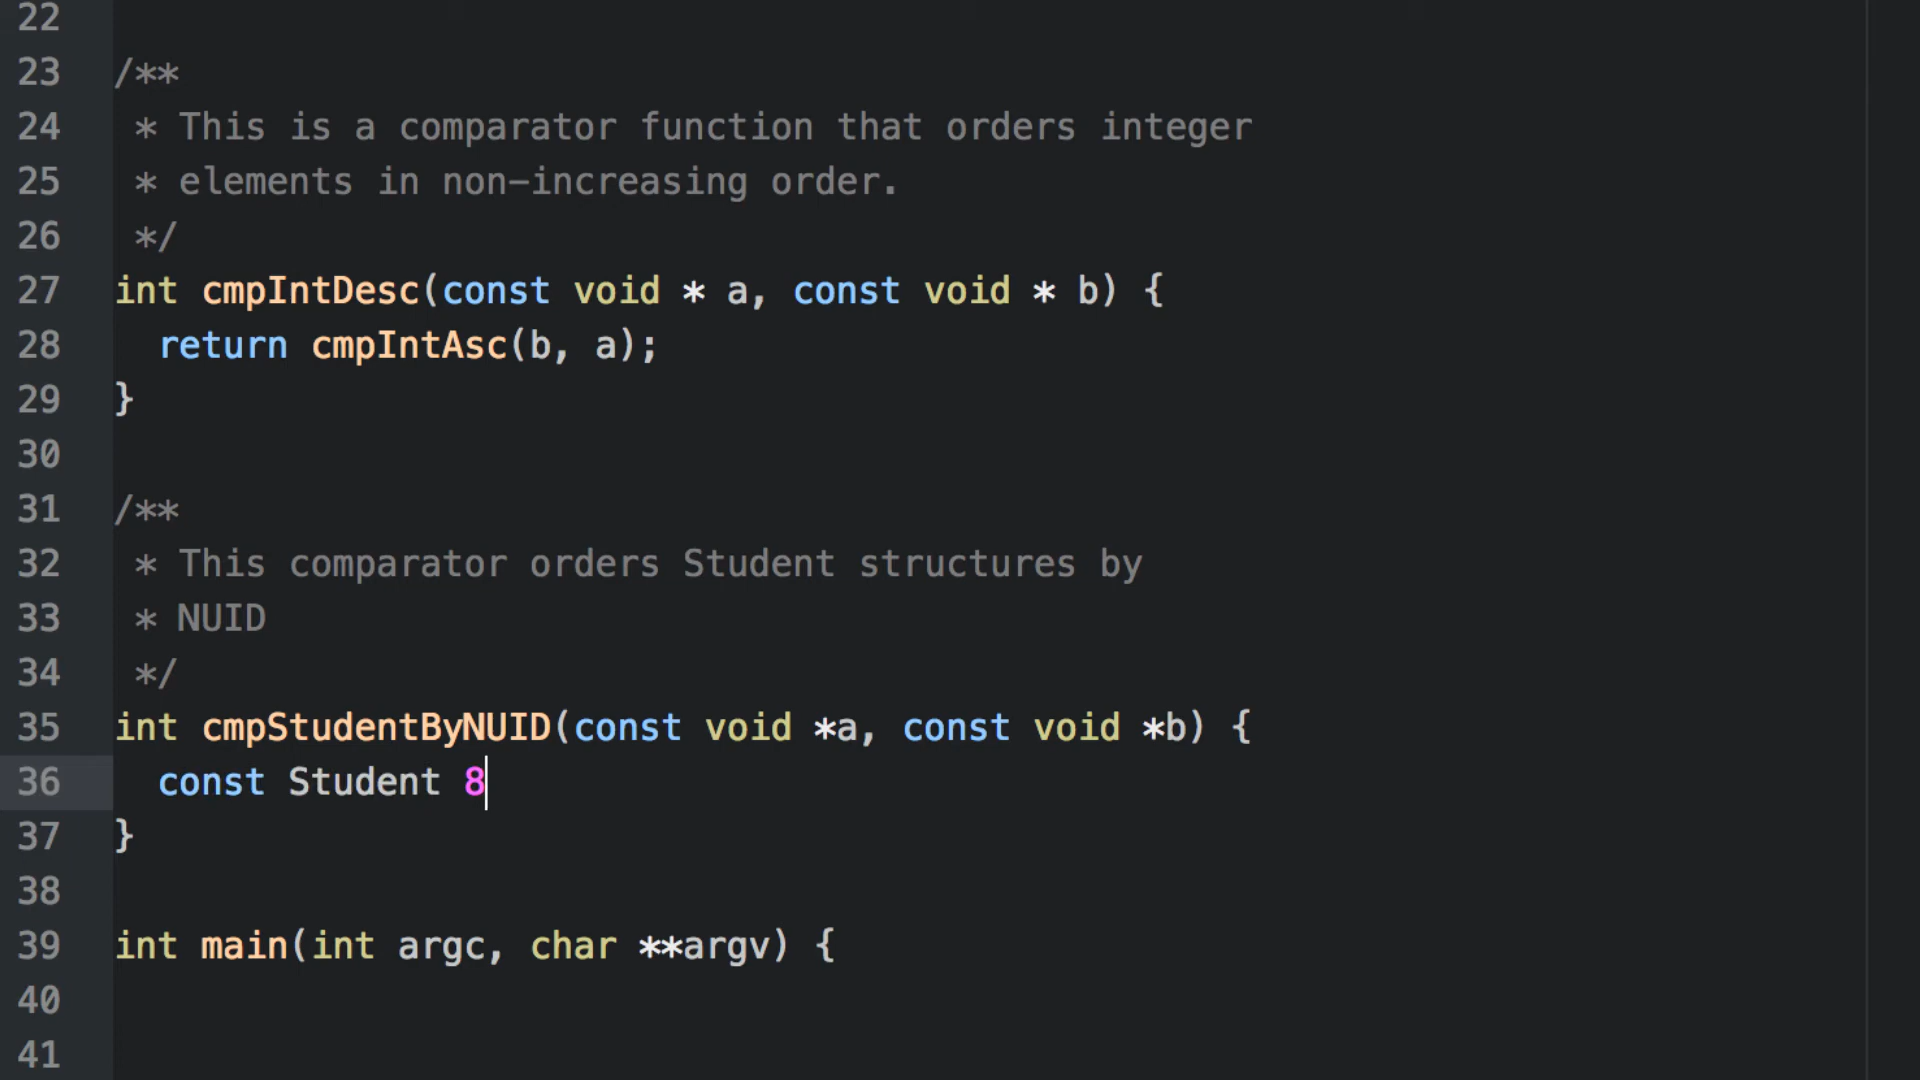 22
23 /**
24  * This is a comparator function that orders integer
25  * elements in non-increasing order.
26  */
27 int cmpIntDesc(const void * a, const void * b) {
28   return cmpIntAsc(b, a);
29 }
30
31 /**
32  * This comparator orders Student structures by
33  * NUID
34  */
35 int cmpStudentByNUID(const void *a, const void *b) {
36   const Student 8
37 }
38
39 int main(int argc, char **argv) {
40
41